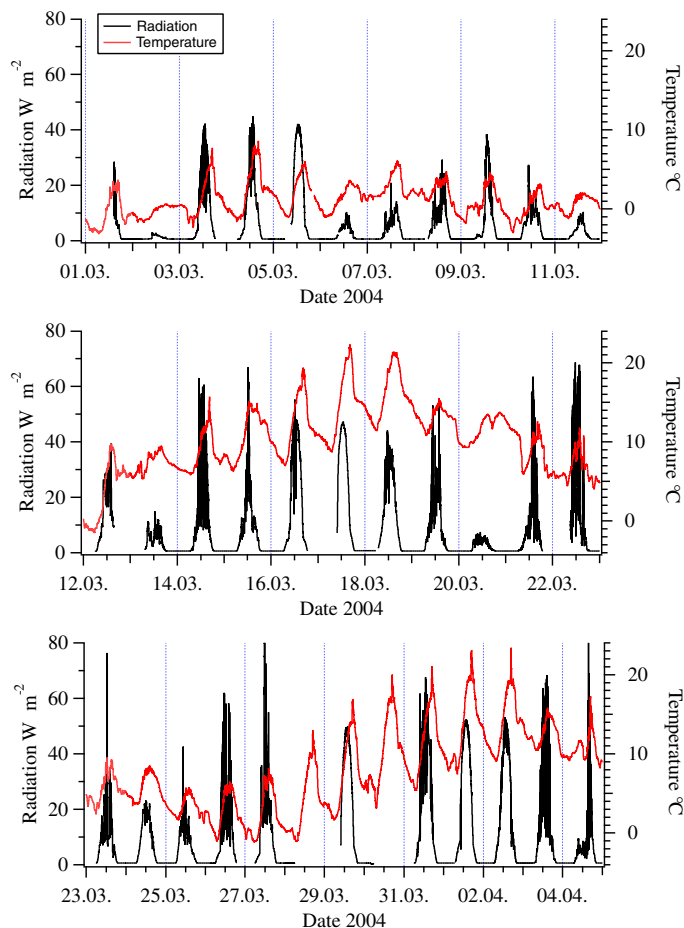 Radiation
Temperature
80
60
40
20
0
Radiation W m⁻²
20
10
0
Temperature °C
01.03. 03.03. 05.03. 07.03. 09.03. 11.03.
Date 2004
80
60
40
20
0
Radiation W m⁻²
20
10
0
Temperature °C
12.03. 14.03. 16.03. 18.03. 20.03. 22.03.
Date 2004
80
60
40
20
0
Radiation W m⁻²
20
10
0
Temperature °C
23.03. 25.03. 27.03. 29.03. 31.03. 02.04. 04.04.
Date 2004